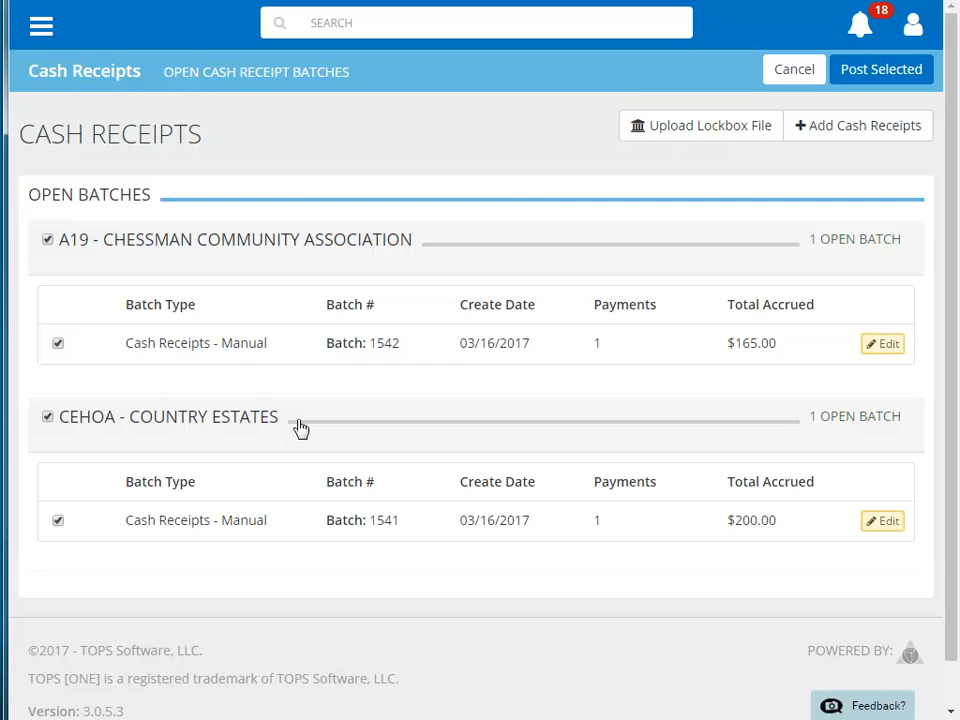 SEARCH
18
Cash Receipts OPEN CASH RECEIPT BATCHES Cancel Post Selected
CASH RECEIPTS Upload Lockbox File + Add Cash Receipts
OPEN BATCHES
A19 - CHESSMAN COMMUNITY ASSOCIATION 1 OPEN BATCH
Batch Type Batch # Create Date Payments Total Accrued
Cash Receipts - Manual Batch: 1542 03/16/2017 1 $165.00 Edit
CEHOA - COUNTRY ESTATES 1 OPEN BATCH
Batch Type Batch # Create Date Payments Total Accrued
Cash Receipts - Manual Batch: 1541 03/16/2017 1 $200.00 Edit
©2017 - TOPS Software, LLC. POWERED BY:
TOPS [ONE] is a registered trademark of TOPS Software, LLC.
Version: 3.0.5.3 Feedback?